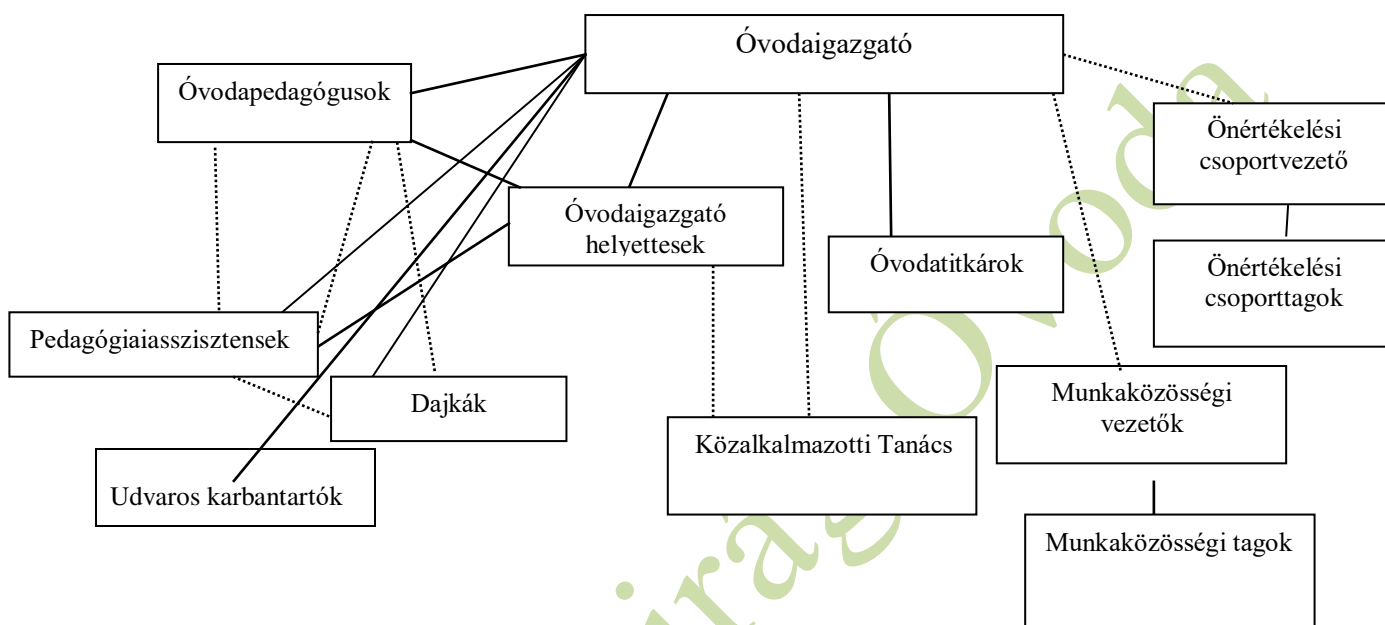 Óvodaigazgató
Óvodapedagógusok
Önértékelési
csoportvezető
Óvodaigazgató
helyettesek
Óvodatitkárok
Önértékelési
csoporttagok
Pedagógiaiasszisztensek
Dajkák
Munkaközösségi
vezetők
Közalkalmazotti Tanács
Udvaros karbantartók
Munkaközösségi tagok
Óvoda